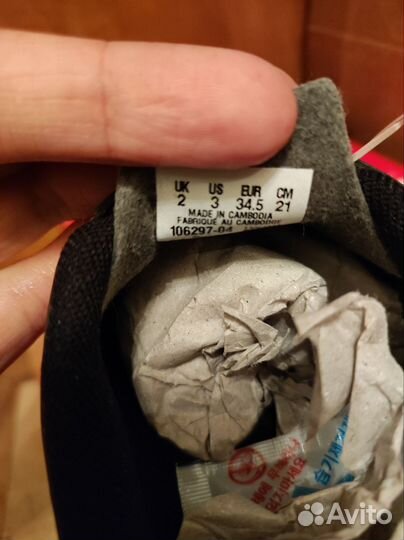 UK US EUR CM
2 3 34.5 21
MADE IN CAMBODIA
FABRIQUE AU CAMBODGE
106297-04
Avito